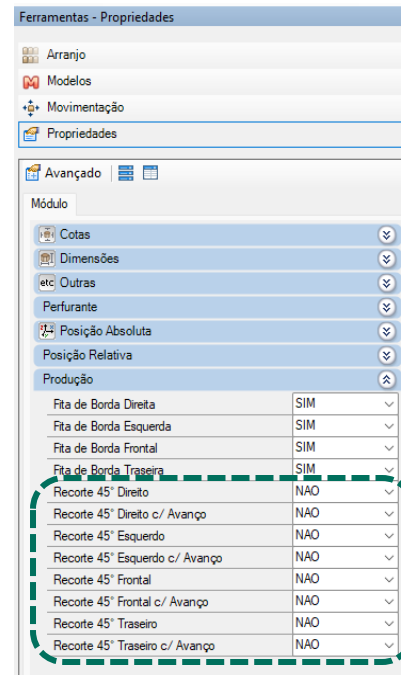 Ferramentas - Propriedades
Arranjo
Modelos
Movimentação
Propriedades
Avançado
Módulo
Cotas
Dimensões
etc Outras
Perfurante
Posição Absoluta
Posição Relativa
Produção
Fita de Borda Direita SIM
Fita de Borda Esquerda SIM
Fita de Borda Frontal SIM
Fita de Borda Traseira SIM
Recorte 45° Direito NAO
Recorte 45° Direito c/ Avanço NAO
Recorte 45° Esquerdo NAO
Recorte 45° Esquerdo c/ Avanço NAO
Recorte 45° Frontal NAO
Recorte 45° Frontal c/ Avanço NAO
Recorte 45° Traseiro NAO
Recorte 45° Traseiro c/ Avanço NAO